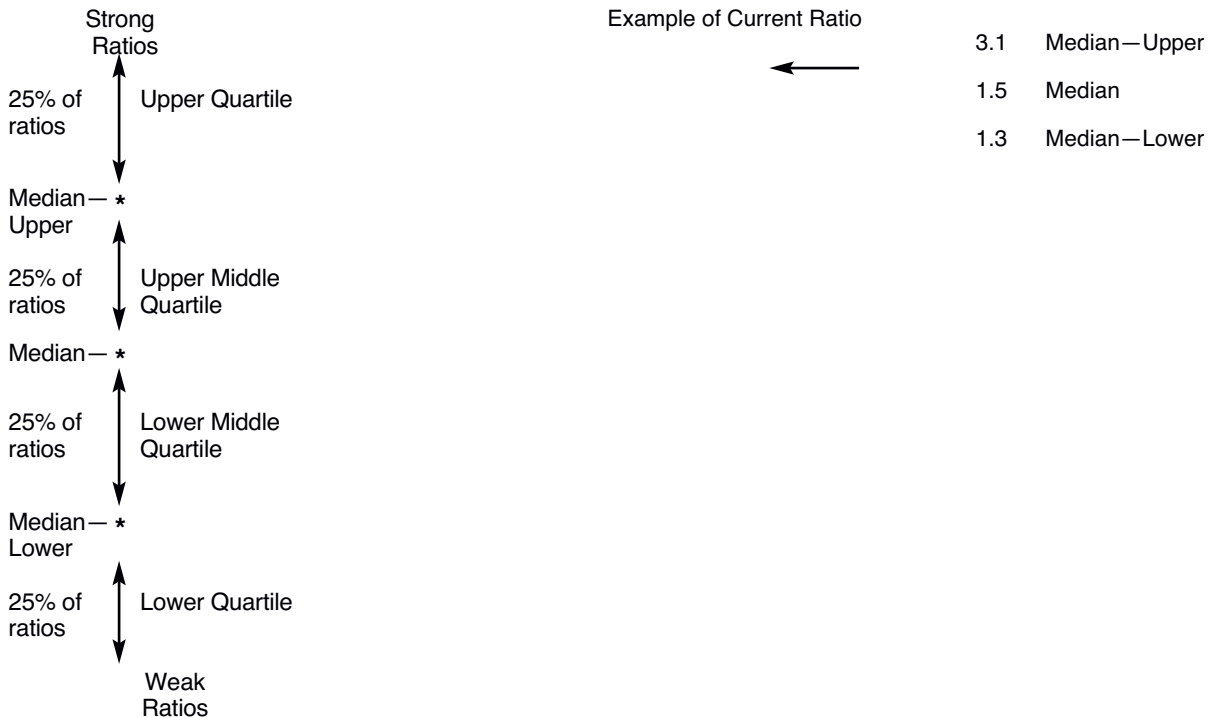 Strong
Ratios
25% of
ratios
Upper Quartile
Median— *
Upper
25% of
ratios
Upper Middle
Quartile
Median— *
25% of
ratios
Lower Middle
Quartile
Median— *
Lower
25% of
ratios
Lower Quartile
Weak
Ratios
Example of Current Ratio
3.1 Median—Upper
1.5 Median
1.3 Median—Lower